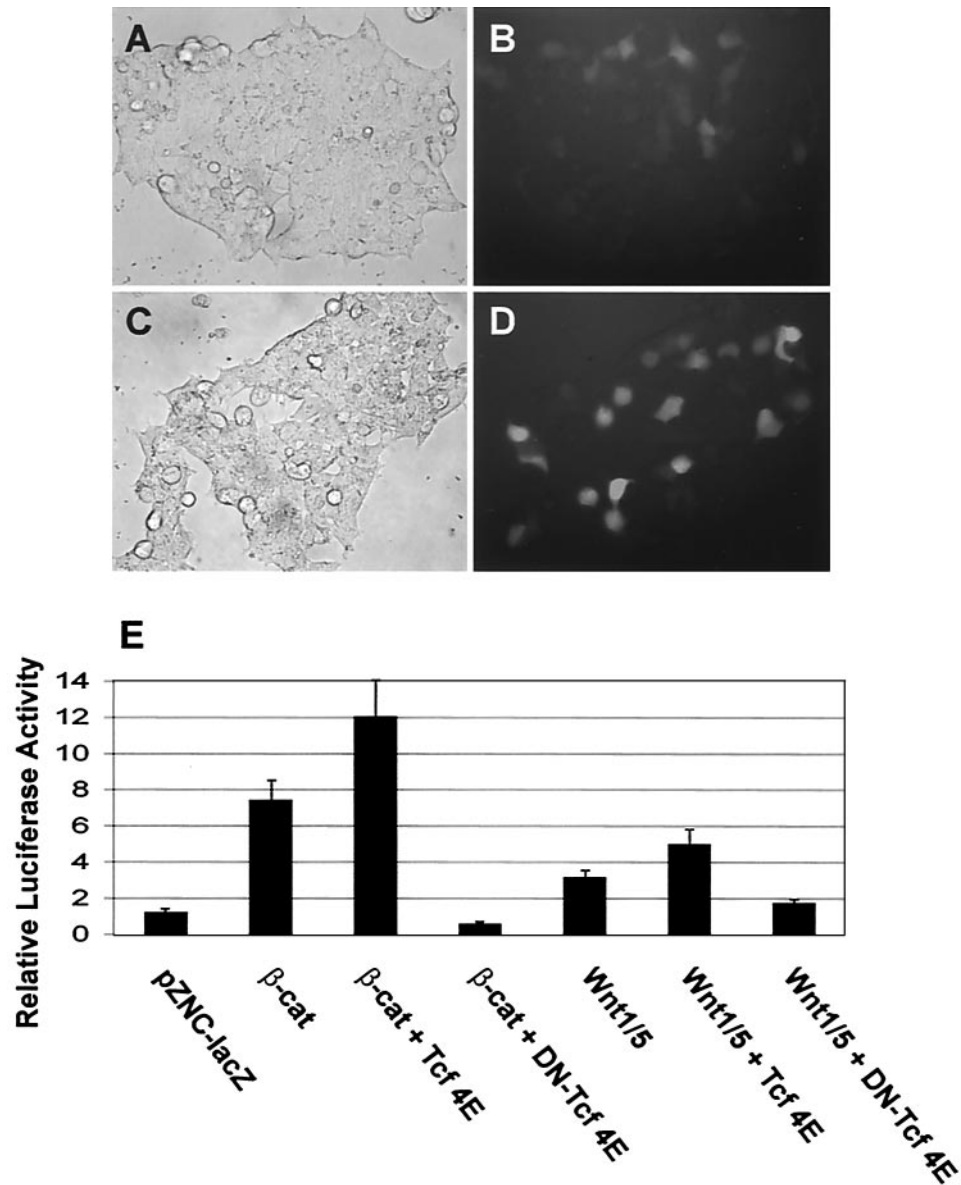 A
B
C
D
E
Relative Luciferase Activity
14
12
10
8
6
4
2
0
pZNC-lacZ
β-cat
β-cat + Tcf 4E
β-cat + DN-Tcf 4E
Wnt1/5
Wnt1/5 + Tcf 4E
Wnt1/5 + DN-Tcf 4E